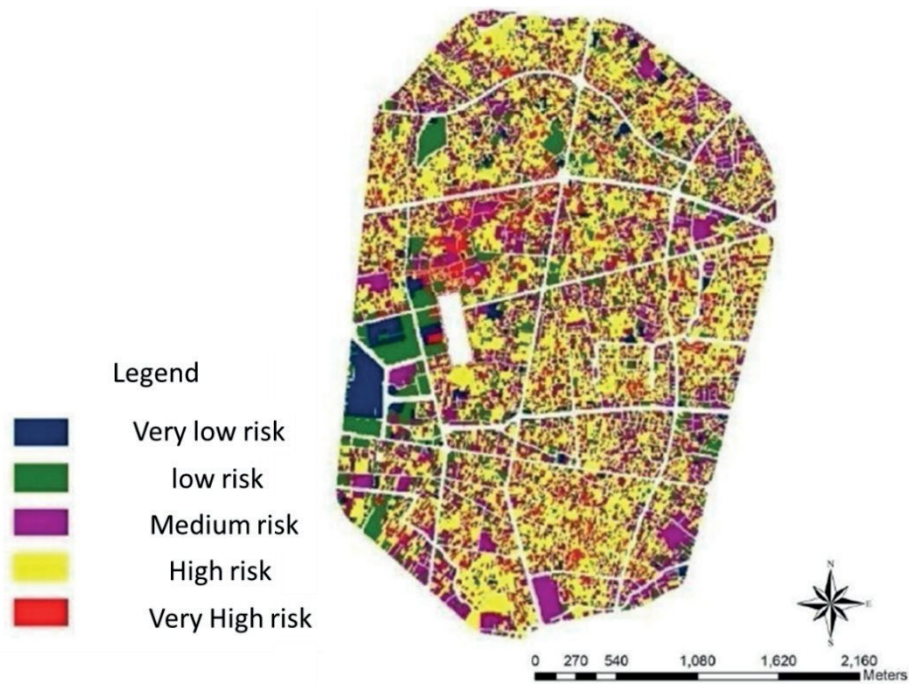 Legend
Very low risk
low risk
Medium risk
High risk
Very High risk
N
E
S
0 270 540 1,080 1,620 2,160
Meters